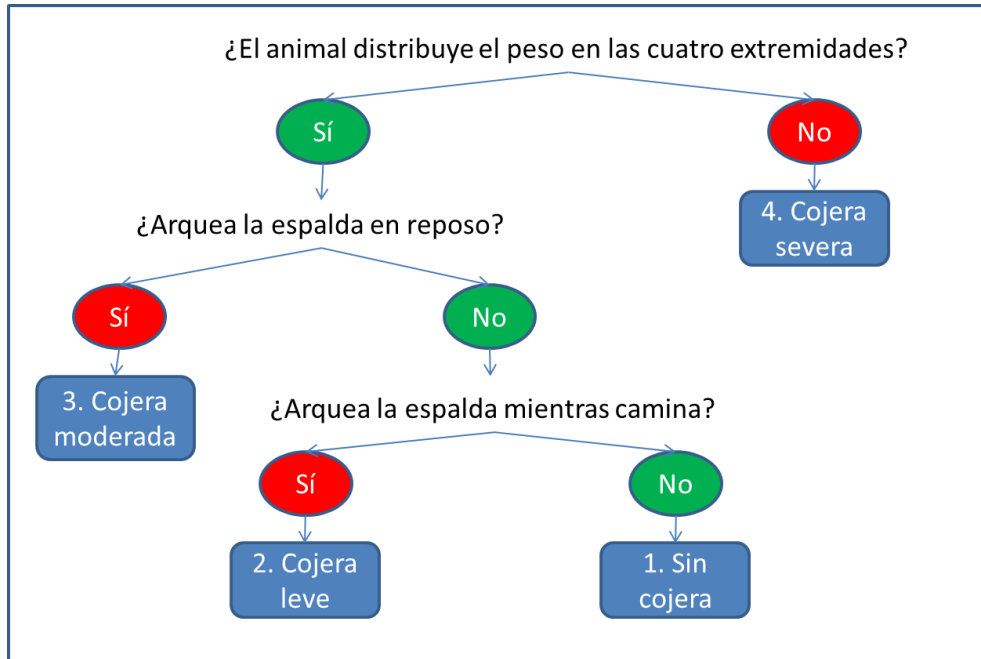 ¿El animal distribuye el peso en las cuatro extremidades?
Sí
No
¿Arquea la espalda en reposo?
4. Cojera
severa
Sí
No
3. Cojera
moderada
¿Arquea la espalda mientras camina?
Sí
No
2. Cojera
leve
1. Sin
cojera